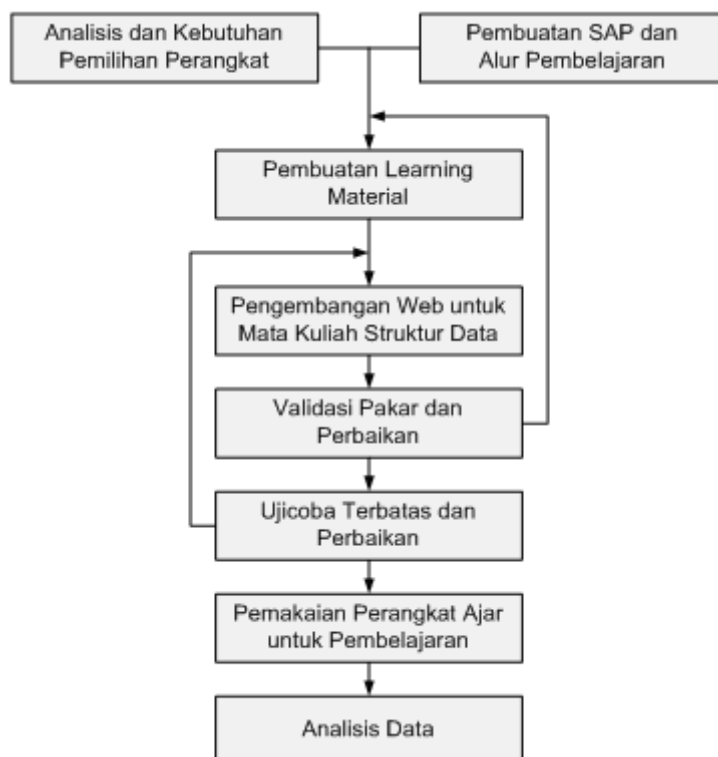 Analisis dan Kebutuhan
Pemilihan Perangkat
Pembuatan SAP dan
Alur Pembelajaran
Pembuatan Learning
Material
Pengembangan Web untuk
Mata Kuliah Struktur Data
Validasi Pakar dan
Perbaikan
Ujicoba Terbatas dan
Perbaikan
Pemakaian Perangkat Ajar
untuk Pembelajaran
Analisis Data